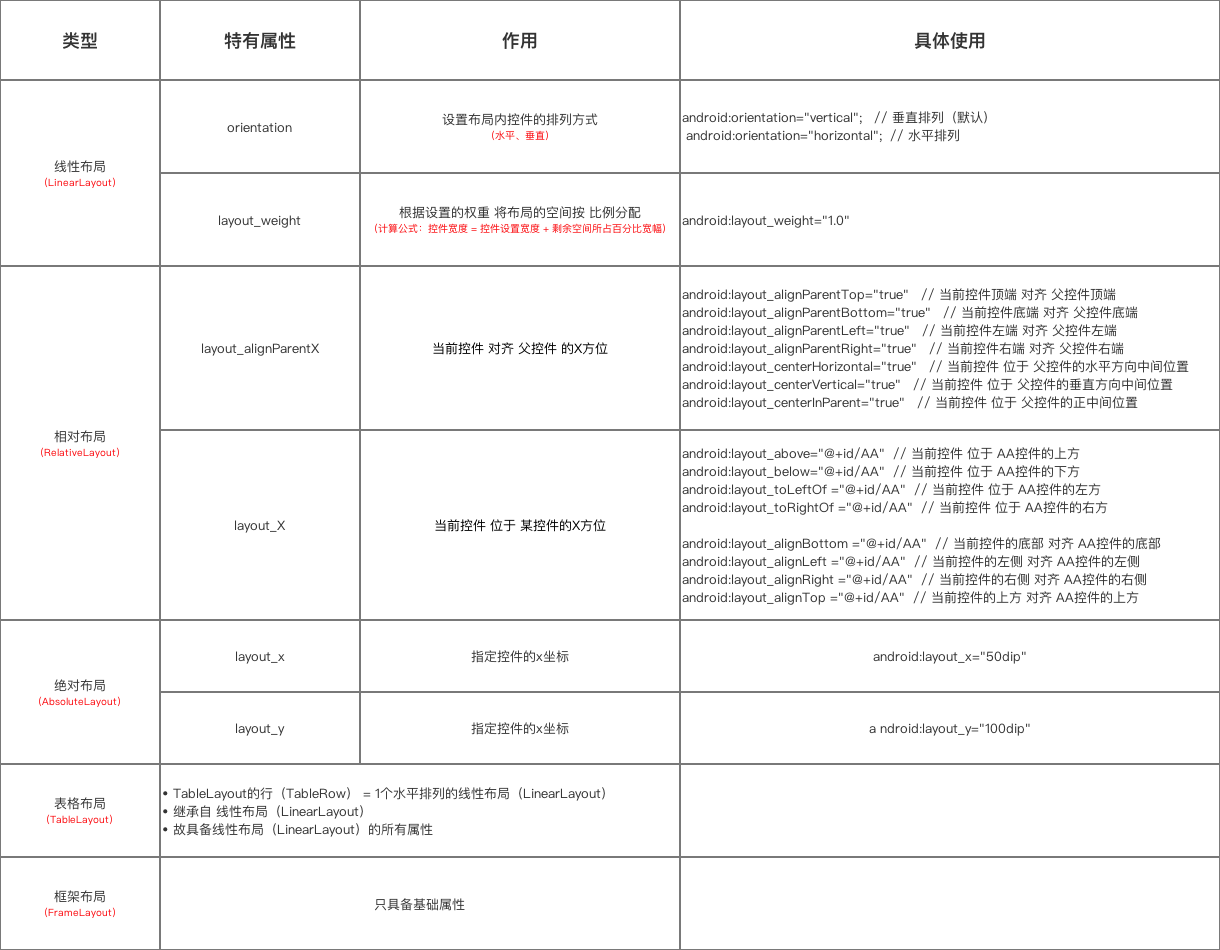 类型
特有属性
作用
具体使用
线性布局
(LinearLayout)
orientation
设置布局内控件的排列方式
(水平、垂直)
android:orientation="vertical"; // 垂直排列（默认）
android:orientation="horizontal"; // 水平排列
layout_weight
根据设置的权重 将布局的空间按 比例分配
(计算公式：控件宽度 = 控件设置宽度 + 剩余空间所占百分比宽幅)
android:layout_weight="1.0"
相对布局
(RelativeLayout)
layout_alignParentX
当前控件 对齐 父控件 的X方位
android:layout_alignParentTop="true" // 当前控件顶端 对齐 父控件顶端
android:layout_alignParentBottom="true" // 当前控件底端 对齐 父控件底端
android:layout_alignParentLeft="true" // 当前控件左端 对齐 父控件左端
android:layout_alignParentRight="true" // 当前控件右端 对齐 父控件右端
android:layout_centerHorizontal="true" // 当前控件 位于 父控件的水平方向中间位置
android:layout_centerVertical="true" // 当前控件 位于 父控件的垂直方向中间位置
android:layout_centerInParent="true" // 当前控件 位于 父控件的正中间位置
layout_X
当前控件 位于 某控件的X方位
android:layout_above="@+id/AA" // 当前控件 位于 AA控件的上方
android:layout_below="@+id/AA" // 当前控件 位于 AA控件的下方
android:layout_toLeftOf ="@+id/AA" // 当前控件 位于 AA控件的左方
android:layout_toRightOf ="@+id/AA" // 当前控件 位于 AA控件的右方
android:layout_alignBottom ="@+id/AA" // 当前控件的底部 对齐 AA控件的底部
android:layout_alignLeft ="@+id/AA" // 当前控件的左侧 对齐 AA控件的左侧
android:layout_alignRight ="@+id/AA" // 当前控件的右侧 对齐 AA控件的右侧
android:layout_alignTop ="@+id/AA" // 当前控件的上方 对齐 AA控件的上方
绝对布局
(AbsoluteLayout)
layout_x
指定控件的x坐标
android:layout_x="50dip"
layout_y
指定控件的x坐标
a ndroid:layout_y="100dip"
表格布局
(TableLayout)
• TableLayout的行（TableRow） = 1个水平排列的线性布局（LinearLayout）
• 继承自 线性布局（LinearLayout）
• 故具备线性布局（LinearLayout）的所有属性
框架布局
(FrameLayout)
只具备基础属性